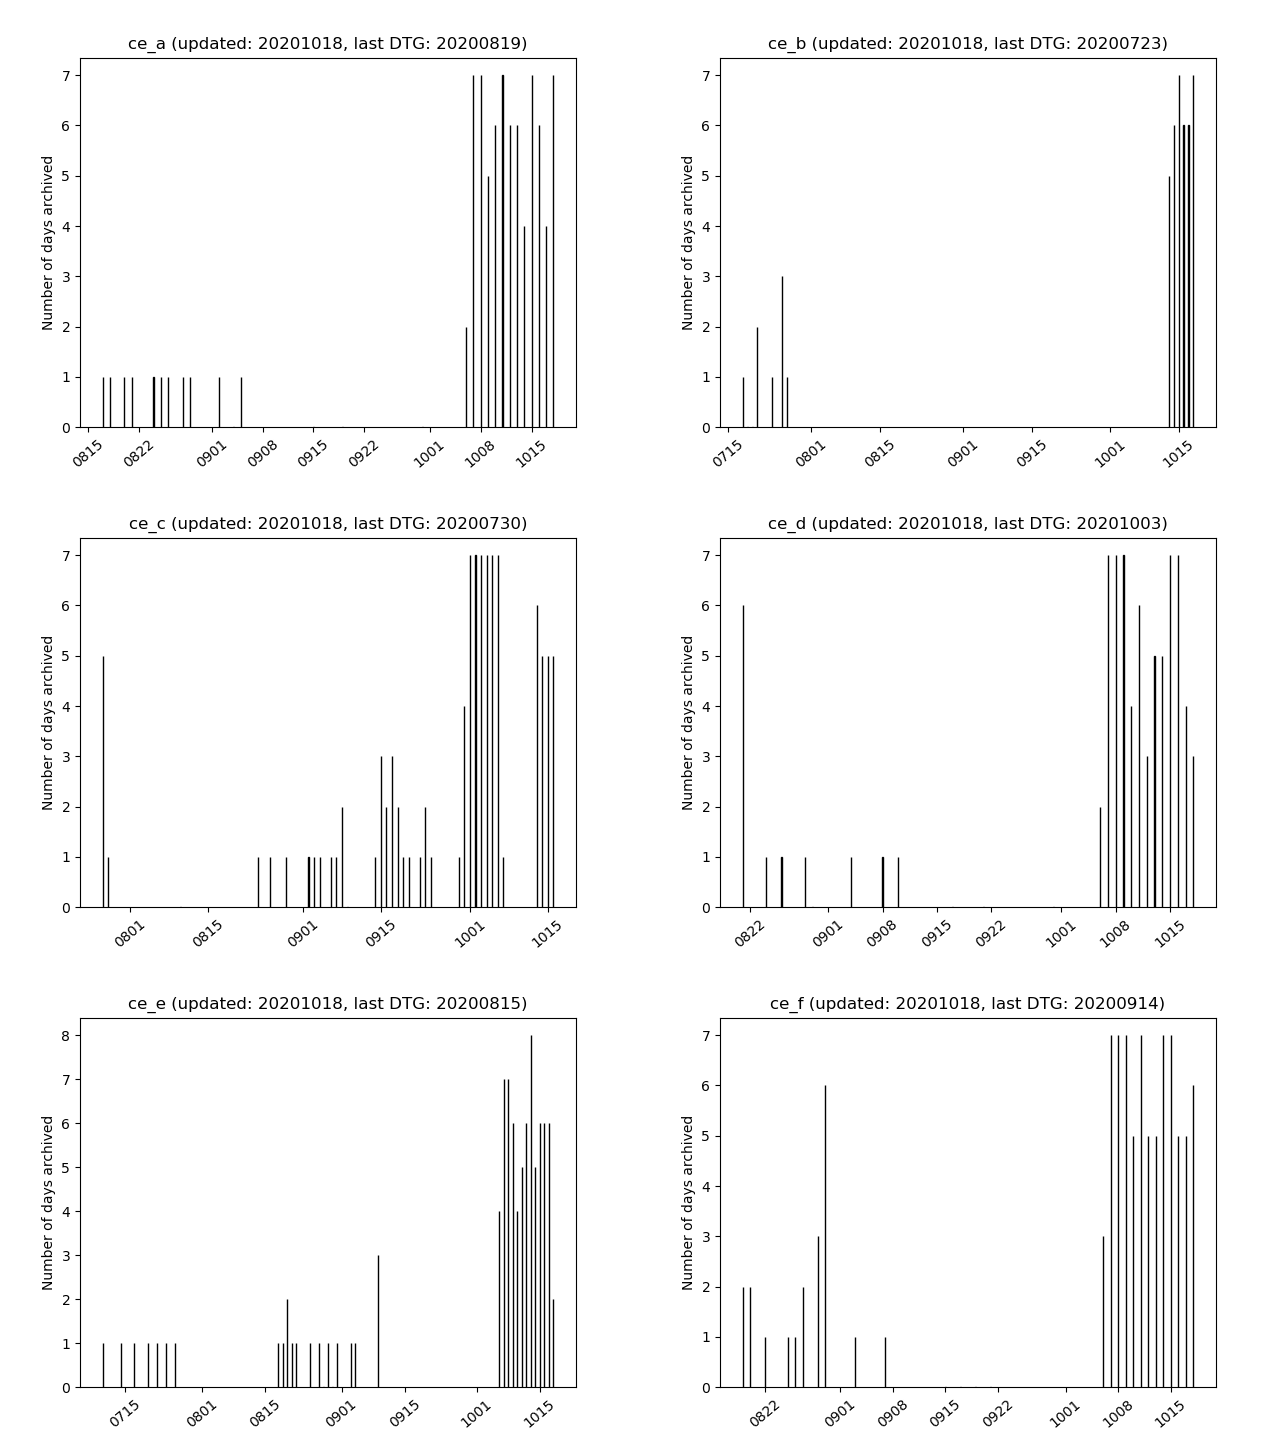 ce_a (updated: 20201018, last DTG: 20200819)
Number of days archived
7
6
5
4
3
2
1
0
0815 0822 0901 0908 0915 0922 1001 1008 1015
ce_b (updated: 20201018, last DTG: 20200723)
Number of days archived
7
6
5
4
3
2
1
0
0715 0801 0815 0901 0915 1001 1015
ce_c (updated: 20201018, last DTG: 20200730)
Number of days archived
7
6
5
4
3
2
1
0
0801 0815 0901 0915 1001 1015
ce_d (updated: 20201018, last DTG: 20201003)
Number of days archived
7
6
5
4
3
2
1
0
0822 0901 0908 0915 0922 1001 1008 1015
ce_e (updated: 20201018, last DTG: 20200815)
Number of days archived
8
7
6
5
4
3
2
1
0
0715 0801 0815 0901 0915 1001 1015
ce_f (updated: 20201018, last DTG: 20200914)
Number of days archived
7
6
5
4
3
2
1
0
0822 0901 0908 0915 0922 1001 1008 1015